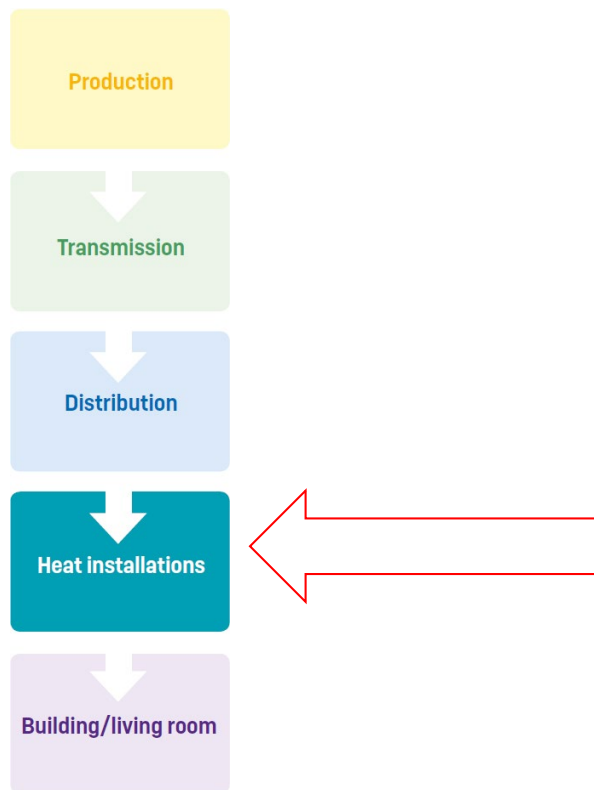 Production
Transmission
Distribution
Heat installations
Building/living room